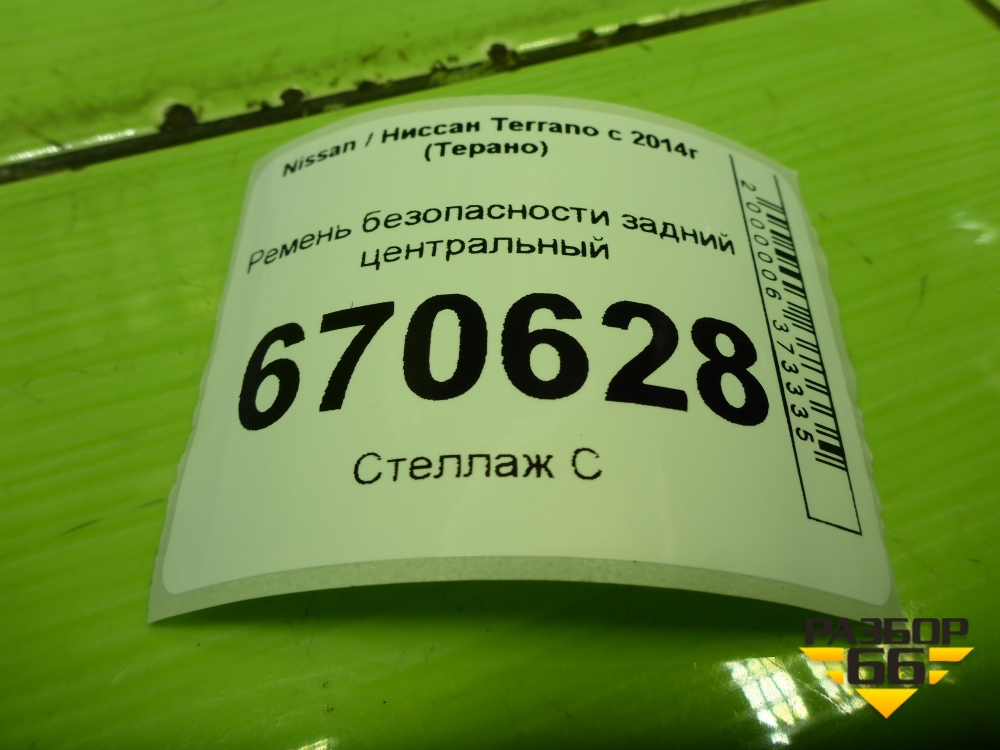 Nissan / Ниссан Terrano с 2014г
(Терано)
Ремень безопасности задний
центральный
670628
Стеллаж С
2000006373335
РАЗБОР
66